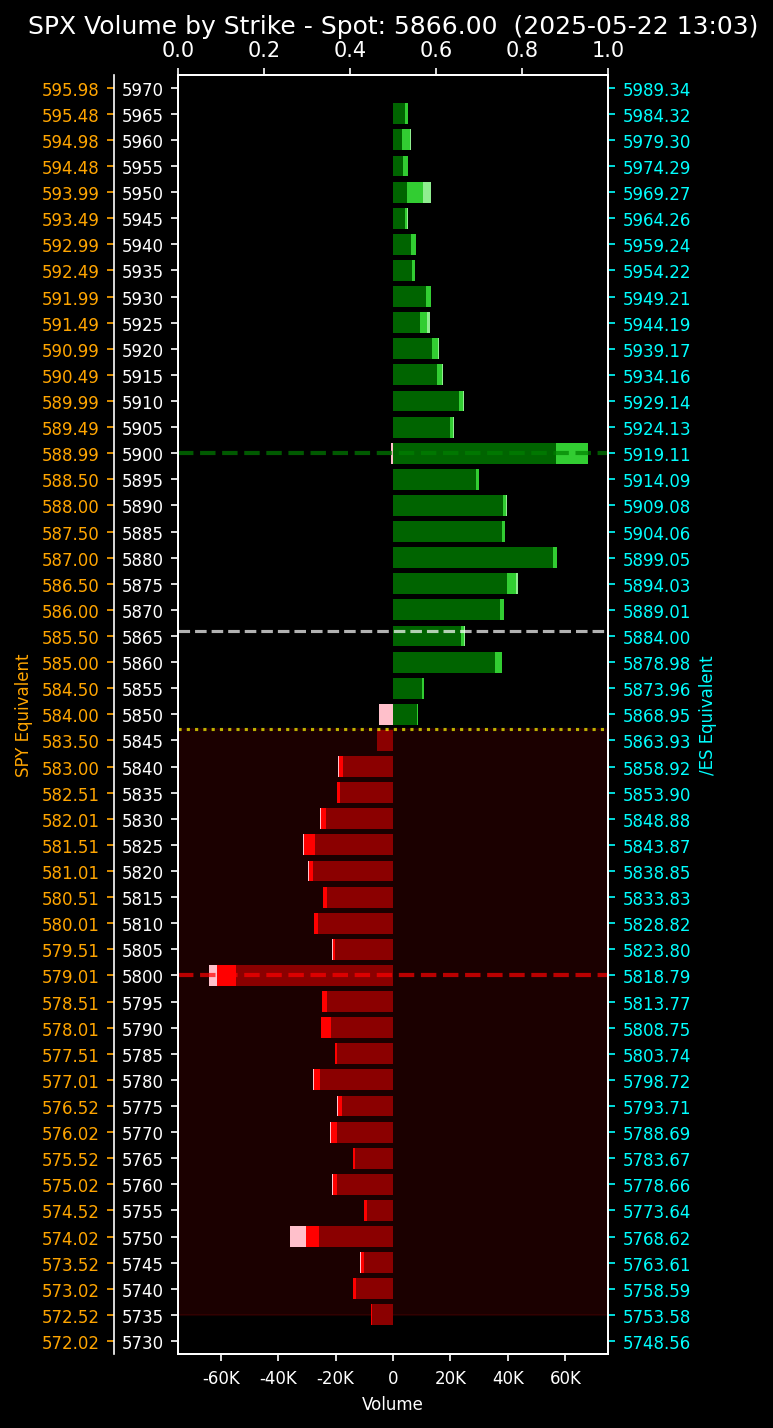 SPX Volume by Strike - Spot: 5866.00 (2025-05-22 13:03)
0.0 0.2 0.4 0.6 0.8 1.0
595.98 5970 5989.34
595.48 5965 5984.32
594.98 5960 5979.30
594.48 5955 5974.29
593.99 5950 5969.27
593.49 5945 5964.26
592.99 5940 5959.24
592.49 5935 5954.22
591.99 5930 5949.21
591.49 5925 5944.19
590.99 5920 5939.17
590.49 5915 5934.16
589.99 5910 5929.14
589.49 5905 5924.13
588.99 5900 5919.11
588.50 5895 5914.09
588.00 5890 5909.08
587.50 5885 5904.06
587.00 5880 5899.05
586.50 5875 5894.03
586.00 5870 5889.01
585.50 5865 5884.00
585.00 5860 5878.98
584.50 5855 5873.96
584.00 5850 5868.95
583.50 5845 5863.93
583.00 5840 5858.92
582.51 5835 5853.90
582.01 5830 5848.88
581.51 5825 5843.87
581.01 5820 5838.85
580.51 5815 5833.83
580.01 5810 5828.82
579.51 5805 5823.80
579.01 5800 5818.79
578.51 5795 5813.77
578.01 5790 5808.75
577.51 5785 5803.74
577.01 5780 5798.72
576.52 5775 5793.71
576.02 5770 5788.69
575.52 5765 5783.67
575.02 5760 5778.66
574.52 5755 5773.64
574.02 5750 5768.62
573.52 5745 5763.61
573.02 5740 5758.59
572.52 5735 5753.58
572.02 5730 5748.56
SPY Equivalent
/ES Equivalent
-60K -40K -20K 0 20K 40K 60K
Volume